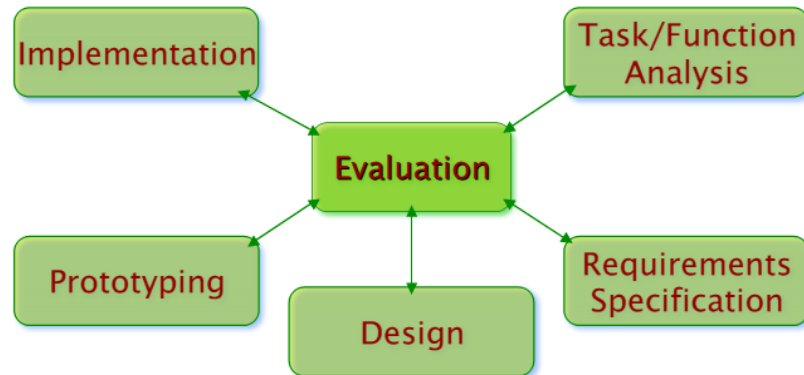 Implementation
Task/Function
Analysis
Evaluation
Prototyping
Requirements
Specification
Design